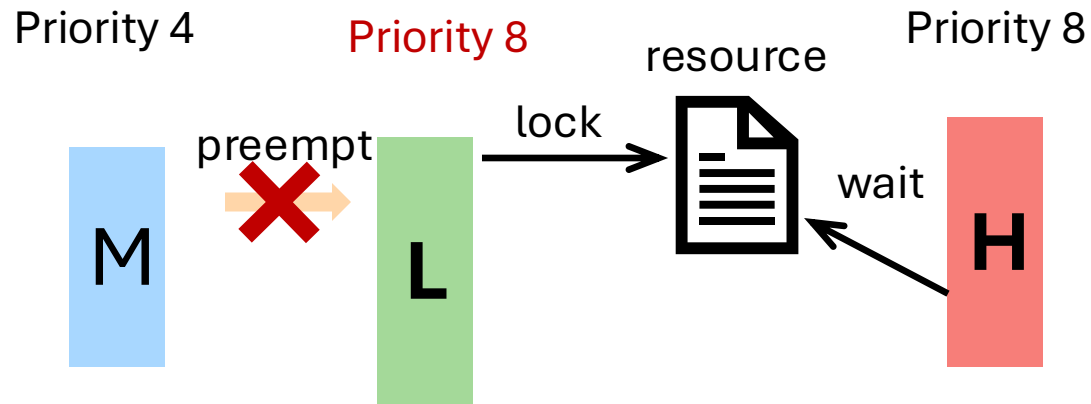 Priority 4
Priority 8
Priority 8
resource
preempt
lock
wait
M
L
H